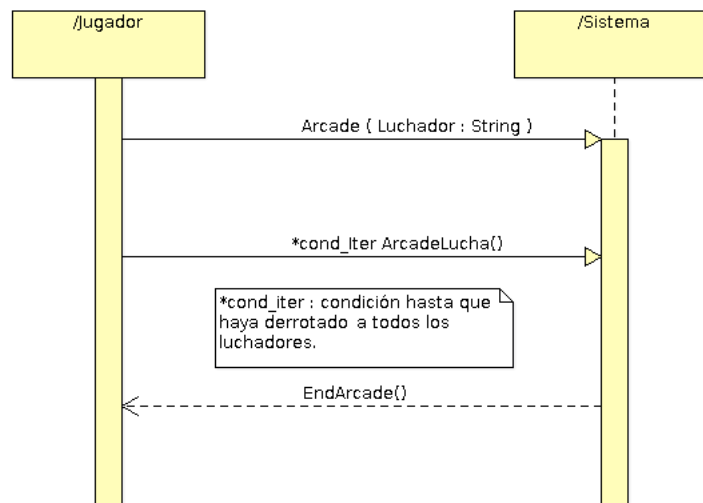 /Jugador
/Sistema
Arcade ( Luchador : String )
*cond_Iter ArcadeLucha()
*cond_iter : condición hasta que
haya derrotado a todos los
luchadores.
EndArcade()